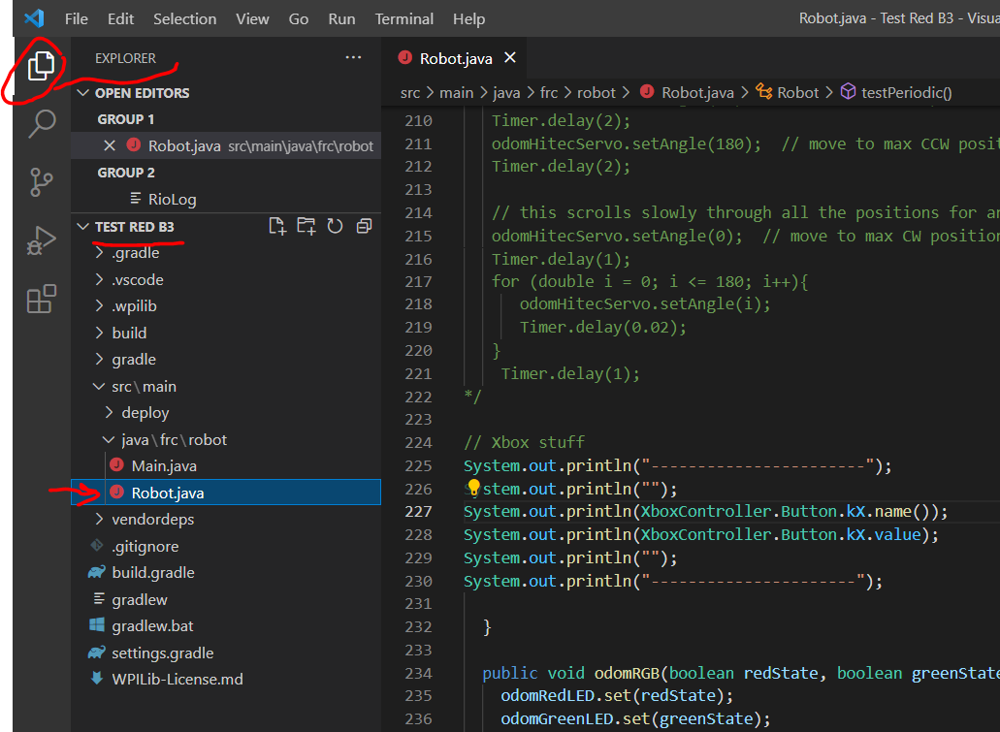 File Edit Selection View Go Run Terminal Help Robot.java - Test Red B3 - Visua
EXPLORER ...
OPEN EDITORS
GROUP 1
Robot.java src\main\java\frc\robot
GROUP 2
RioLog
TEST RED B3
.gradle
.vscode
.wpilib
build
gradle
src\main
deploy
java\frc\robot
Main.java
Robot.java
vendordeps
.gitignore
build.gradle
gradlew
gradlew.bat
settings.gradle
WPILib-License.md
Robot.java
src > main > java > frc > robot > Robot.java > Robot > testPeriodic()
210 Timer.delay(2);
211 odomHitecServo.setAngle(180); // move to max CCW posit
212 Timer.delay(2);
213
214 // this scrolls slowly through all the positions for an
215 odomHitecServo.setAngle(0); // move to max CW position
216 Timer.delay(1);
217 for (double i = 0; i <= 180; i++){
218 odomHitecServo.setAngle(i);
219 Timer.delay(0.02);
220 }
221 Timer.delay(1);
222 */
223
224 // Xbox stuff
225 System.out.println("-----------------------");
226 stem.out.println("");
227 System.out.println(XboxController.Button.kX.name());
228 System.out.println(XboxController.Button.kX.value);
229 System.out.println("");
230 System.out.println("----------------------");
231
232 }
233
234 public void odomRGB(boolean redState, boolean greenState
235 odomRedLED.set(redState);
236 odomGreenLED.set(greenState);